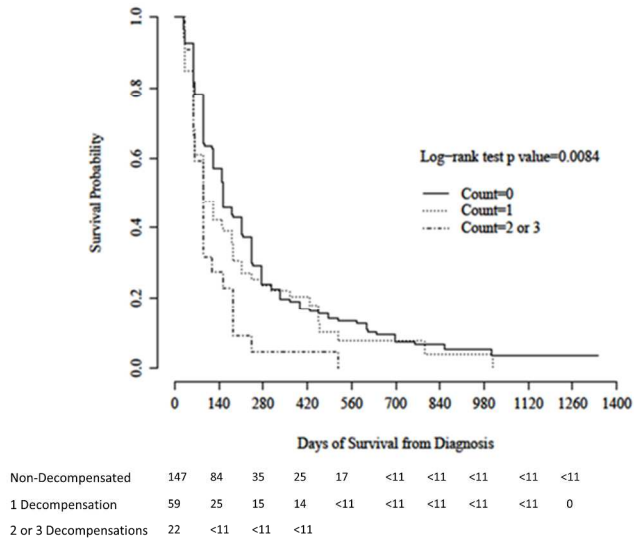 1.0
0.8
0.6
0.4
0.2
0.0
Survival Probability
Log-rank test p value=0.0084
Count=0
Count=1
Count=2 or 3
0 140 280 420 560 700 840 980 1120 1260 1400
Days of Survival from Diagnosis
Non-Decompensated 147 84 35 25 17 <11 <11 <11 <11 <11
1 Decompensation 59 25 15 14 <11 <11 <11 <11 <11 0
2 or 3 Decompensations 22 <11 <11 <11